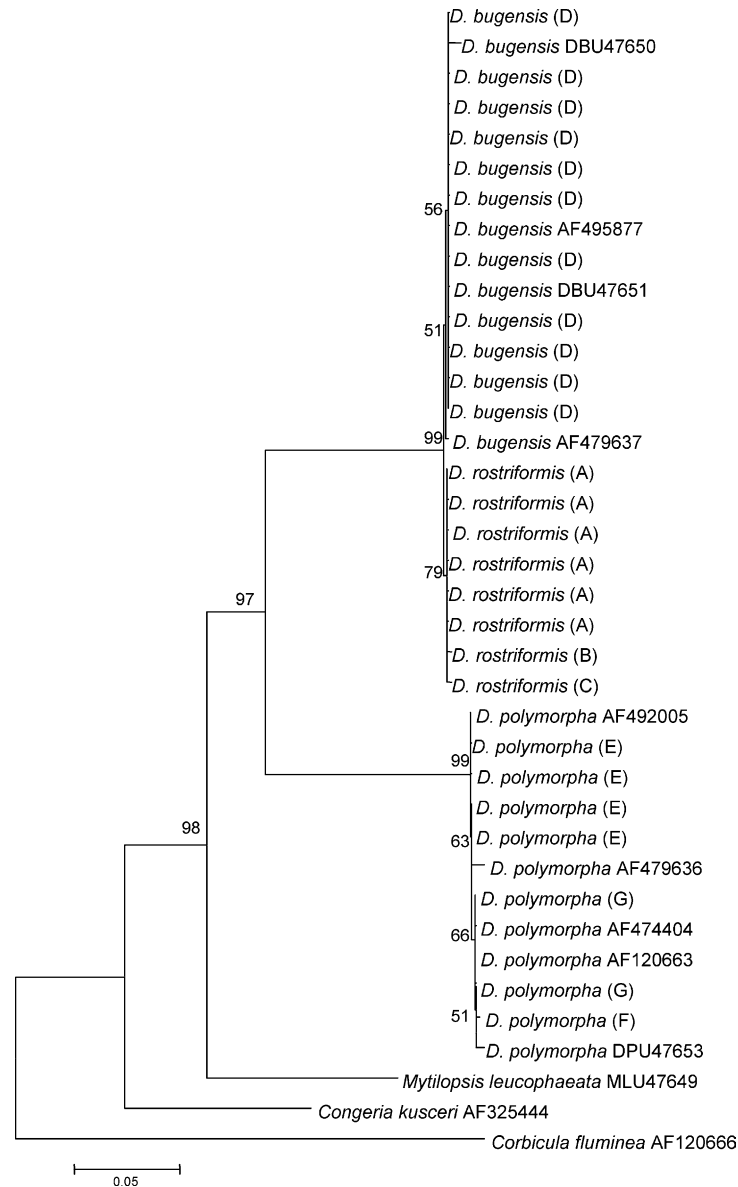 D. bugensis (D)
D. bugensis DBU47650
D. bugensis (D)
D. bugensis (D)
D. bugensis (D)
D. bugensis (D)
D. bugensis (D)
56
D. bugensis AF495877
D. bugensis (D)
D. bugensis DBU47651
D. bugensis (D)
51
D. bugensis (D)
D. bugensis (D)
D. bugensis (D)
99
D. bugensis AF479637
D. rostriformis (A)
D. rostriformis (A)
D. rostriformis (A)
D. rostriformis (A)
79
D. rostriformis (A)
97
D. rostriformis (A)
D. rostriformis (B)
D. rostriformis (C)
D. polymorpha AF492005
D. polymorpha (E)
99
D. polymorpha (E)
D. polymorpha (E)
98
D. polymorpha (E)
63
D. polymorpha AF479636
D. polymorpha (G)
D. polymorpha AF474404
66
D. polymorpha AF120663
D. polymorpha (G)
51
D. polymorpha (F)
D. polymorpha DPU47653
Mytilopsis leucophaeata MLU47649
Congeria kusceri AF325444
Corbicula fluminea AF120666
0.05